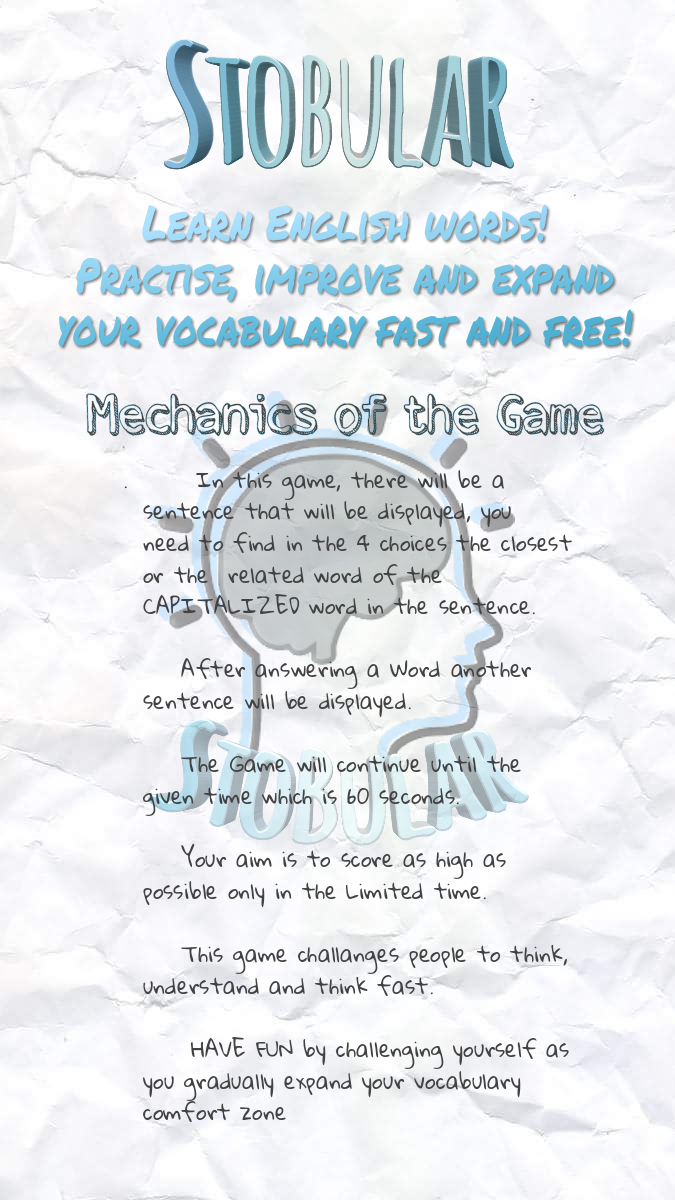 STOBULAR
LEARN ENGLISH WORDS!
PRACTISE, IMPROVE AND EXPAND
YOUR VOCABULARY FAST AND FREE!
Mechanics of the Game
In this game, there will be a
sentence that will be displayed, you
need to find in the 4 choices the closest
or the related word of the
CAPITALIZED word in the sentence.
After answering a Word another
sentence will be displayed.
The Game will continue until the
given time which is 60 seconds.
STOBULAR
Your aim is to score as high as
possible only in the Limited time.
This game challanges people to think,
understand and think fast.
HAVE FUN by challenging yourself as
you gradually expand your vocabulary
comfort zone